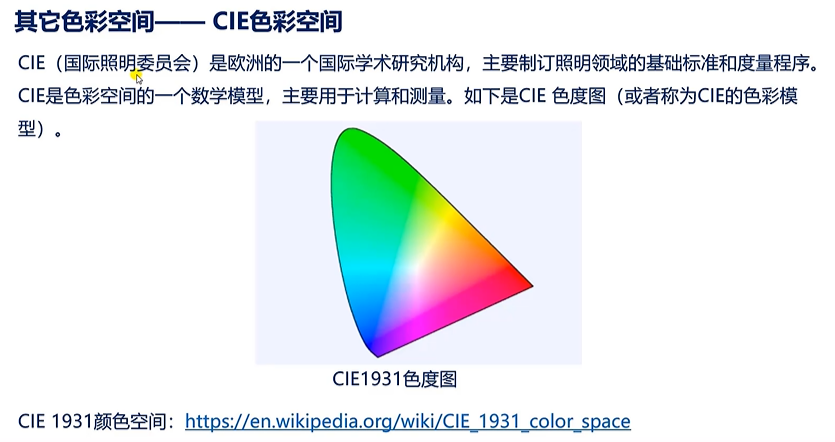 其它色彩空间—— CIE色彩空间
CIE（国际照明委员会）是欧洲的一个国际学术研究机构，主要制订照明领域的基础标准和度量程序。
CIE是色彩空间的一个数学模型，主要用于计算和测量。如下是CIE 色度图（或者称为CIE的色彩模
型）。
CIE1931色度图
CIE 1931颜色空间：https://en.wikipedia.org/wiki/CIE_1931_color_space